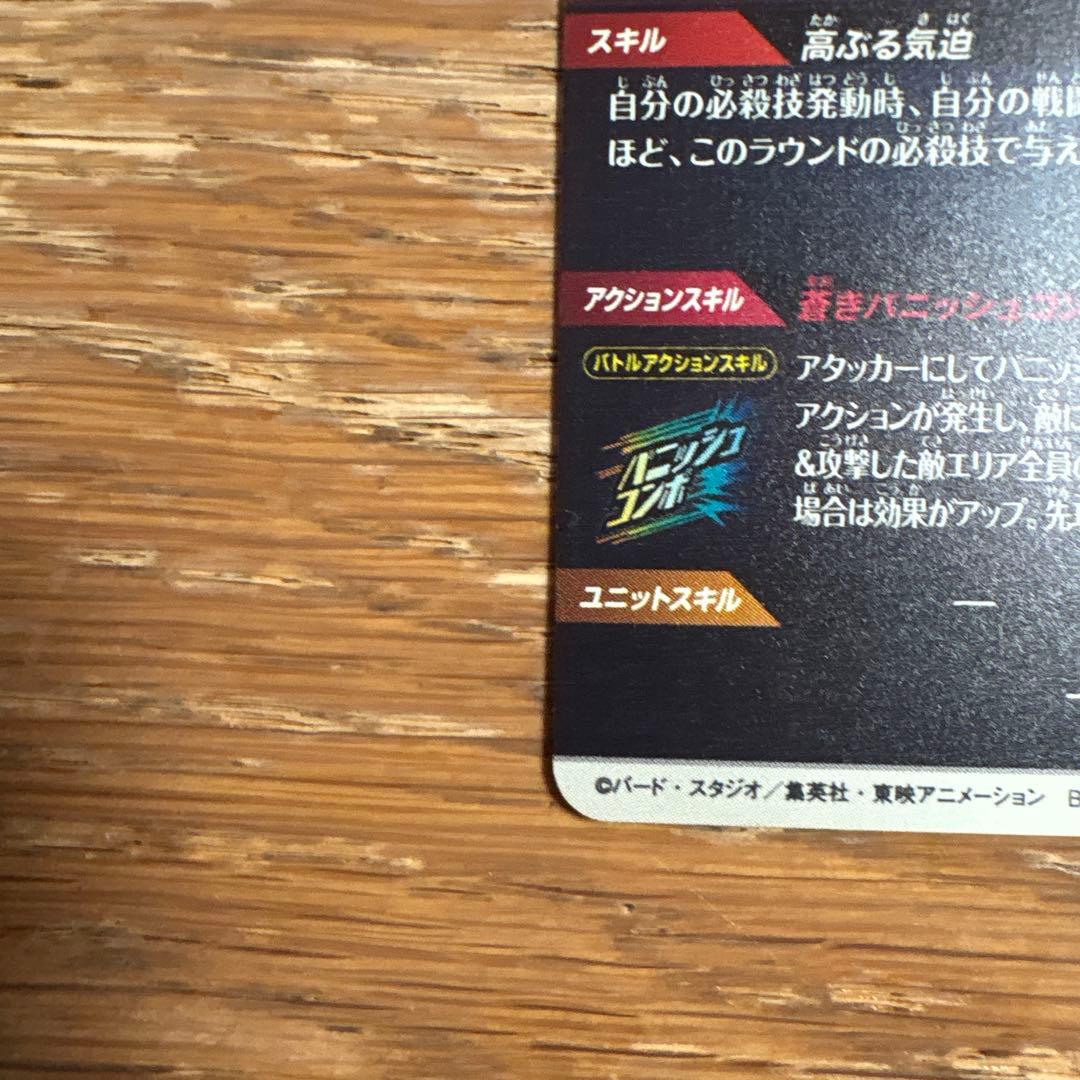 スキル 高ぶる気迫
自分の必殺技発動時、自分の戦闘
ほど、このラウンドの必殺技で与え
アクションスキル 蒼きバニッシュコン
バトルアクションスキル
アタッカーにしてバニッシ
アクションが発生し、敵に
&攻撃した敵エリア全員の
場合は効果がアップ。先
バニッシュ
コンボ
ユニットスキル —
©バード・スタジオ/集英社・東映アニメーション